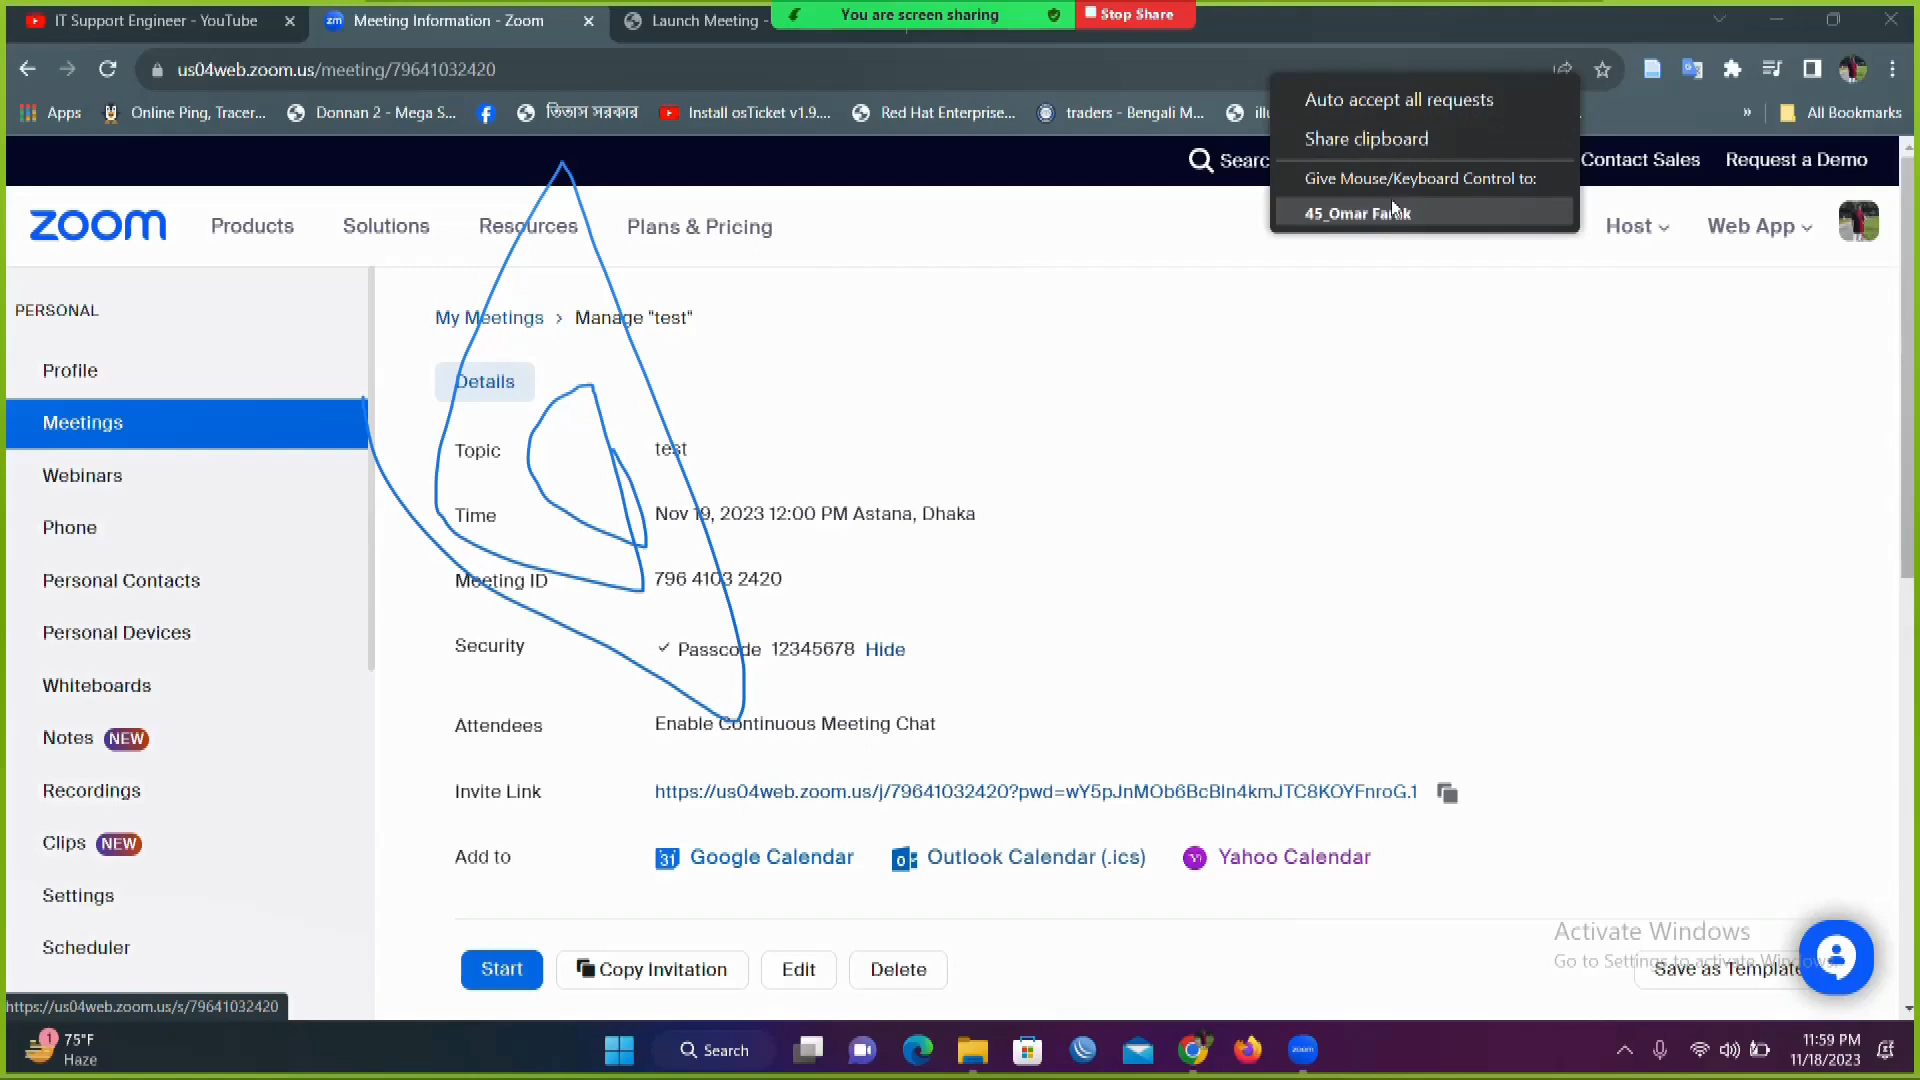 IT Support Engineer - YouTube
Meeting Information - Zoom
Launch Meeting -
You are screen sharing
Stop Share
us04web.zoom.us/meeting/79641032420
Apps
Online Ping, Tracer...
Donnan 2 - Mega S...
তিতাস সরকার
Install osTicket v1.9....
Red Hat Enterprise...
traders - Bengali M...
» All Bookmarks
Auto accept all requests
Share clipboard
Give Mouse/Keyboard Control to:
Searc
Contact Sales
Request a Demo
zoom
Products
Solutions
Resources
Plans & Pricing
Host
Web App
PERSONAL
Profile
Meetings
Webinars
Phone
Personal Contacts
Personal Devices
Whiteboards
Notes NEW
Recordings
Clips NEW
Settings
Scheduler
My Meetings > Manage "test"
Details
Topic test
Time Nov 19, 2023 12:00 PM Astana, Dhaka
Meeting ID 796 4103 2420
Security ✓ Passcode 12345678 Hide
Attendees Enable Continuous Meeting Chat
Invite Link https://us04web.zoom.us/j/79641032420?pwd=wY5pJnMOb6BcBln4kmJTC8KOYFnroG.1
Add to Google Calendar Outlook Calendar (.ics) Yahoo Calendar
Start
Copy Invitation
Edit
Delete
Save as Template
Activate Windows
Go to Settings to activate Windows.
https://us04web.zoom.us/s/79641032420
75°F
Haze
Search
11:59 PM
11/18/2023